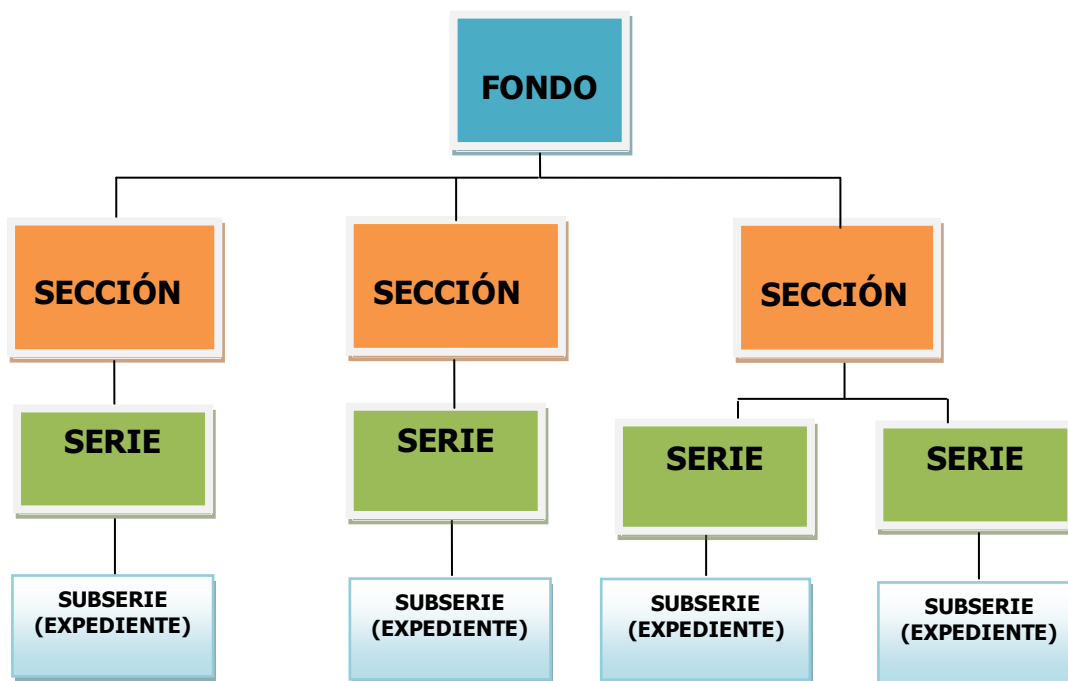 FONDO
SECCIÓN
SECCIÓN
SECCIÓN
SERIE
SERIE
SERIE
SERIE
SUBSERIE
(EXPEDIENTE)
SUBSERIE
(EXPEDIENTE)
SUBSERIE
(EXPEDIENTE)
SUBSERIE
(EXPEDIENTE)